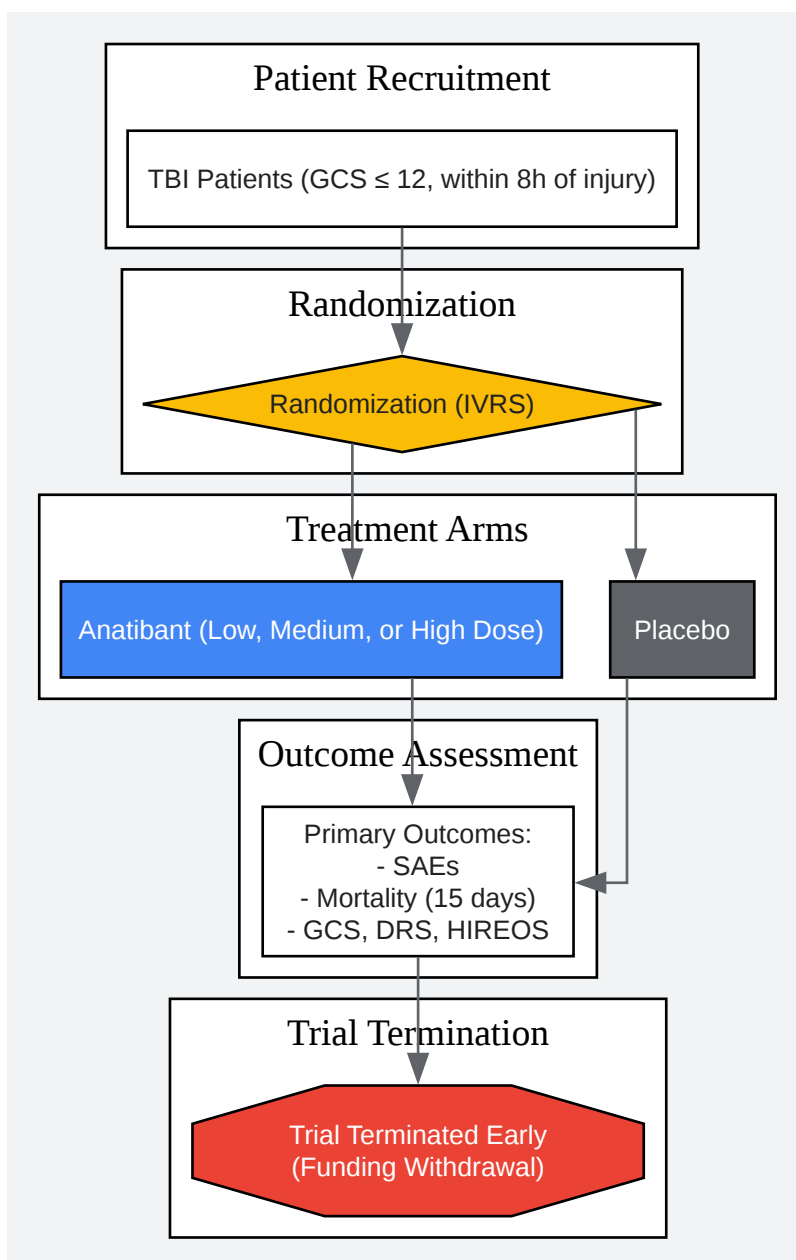 Patient Recruitment
TBI Patients (GCS ≤ 12, within 8h of injury)
Randomization
Randomization (IVRS)
Treatment Arms
Anatibant (Low, Medium, or High Dose)
Placebo
Outcome Assessment
Primary Outcomes:
- SAEs
- Mortality (15 days)
- GCS, DRS, HIREOS
Trial Termination
Trial Terminated Early
(Funding Withdrawal)